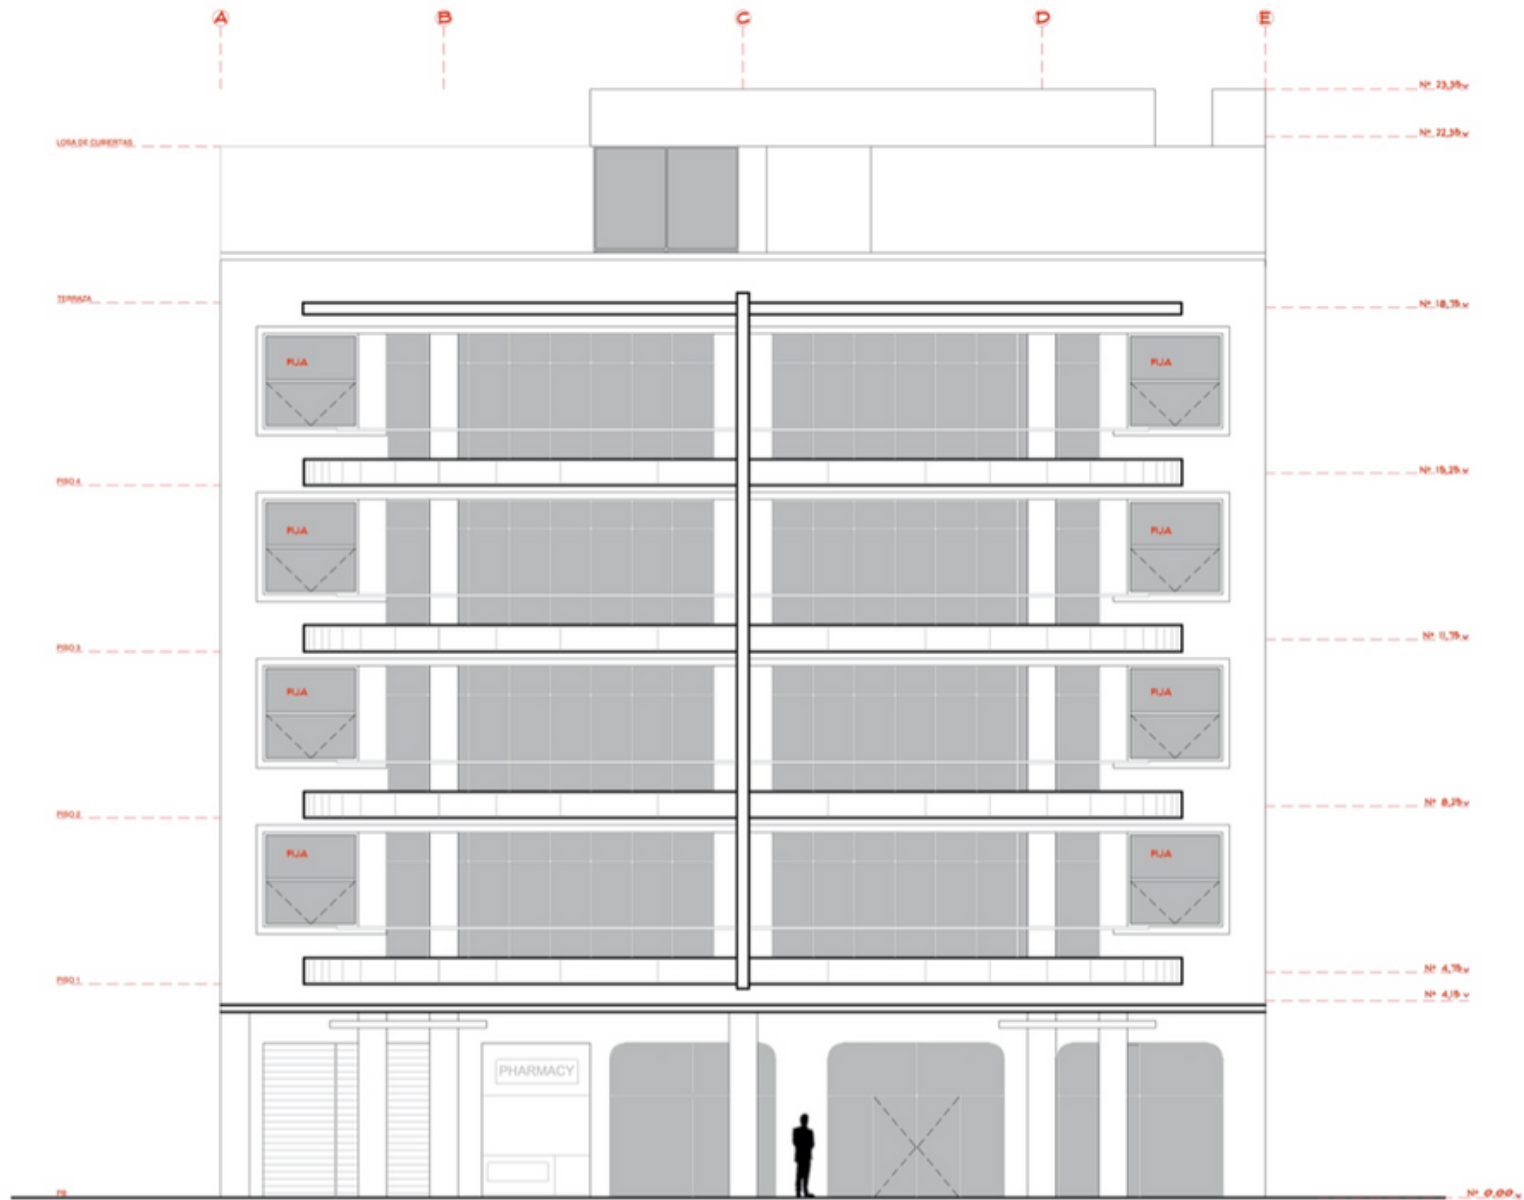 A B C D E
N+ 23,35
LOSA DE CUBIERTAS
N+ 22,35
TERRAZA
N+ 18,75
FIJA FIJA
PISO 4
N+ 15,25
FIJA FIJA
PISO 3
N+ 11,75
FIJA FIJA
PISO 2
N+ 8,25
FIJA FIJA
PISO 1
N+ 4,75
N+ 4,15
PHARMACY
PB
N+ 0,00